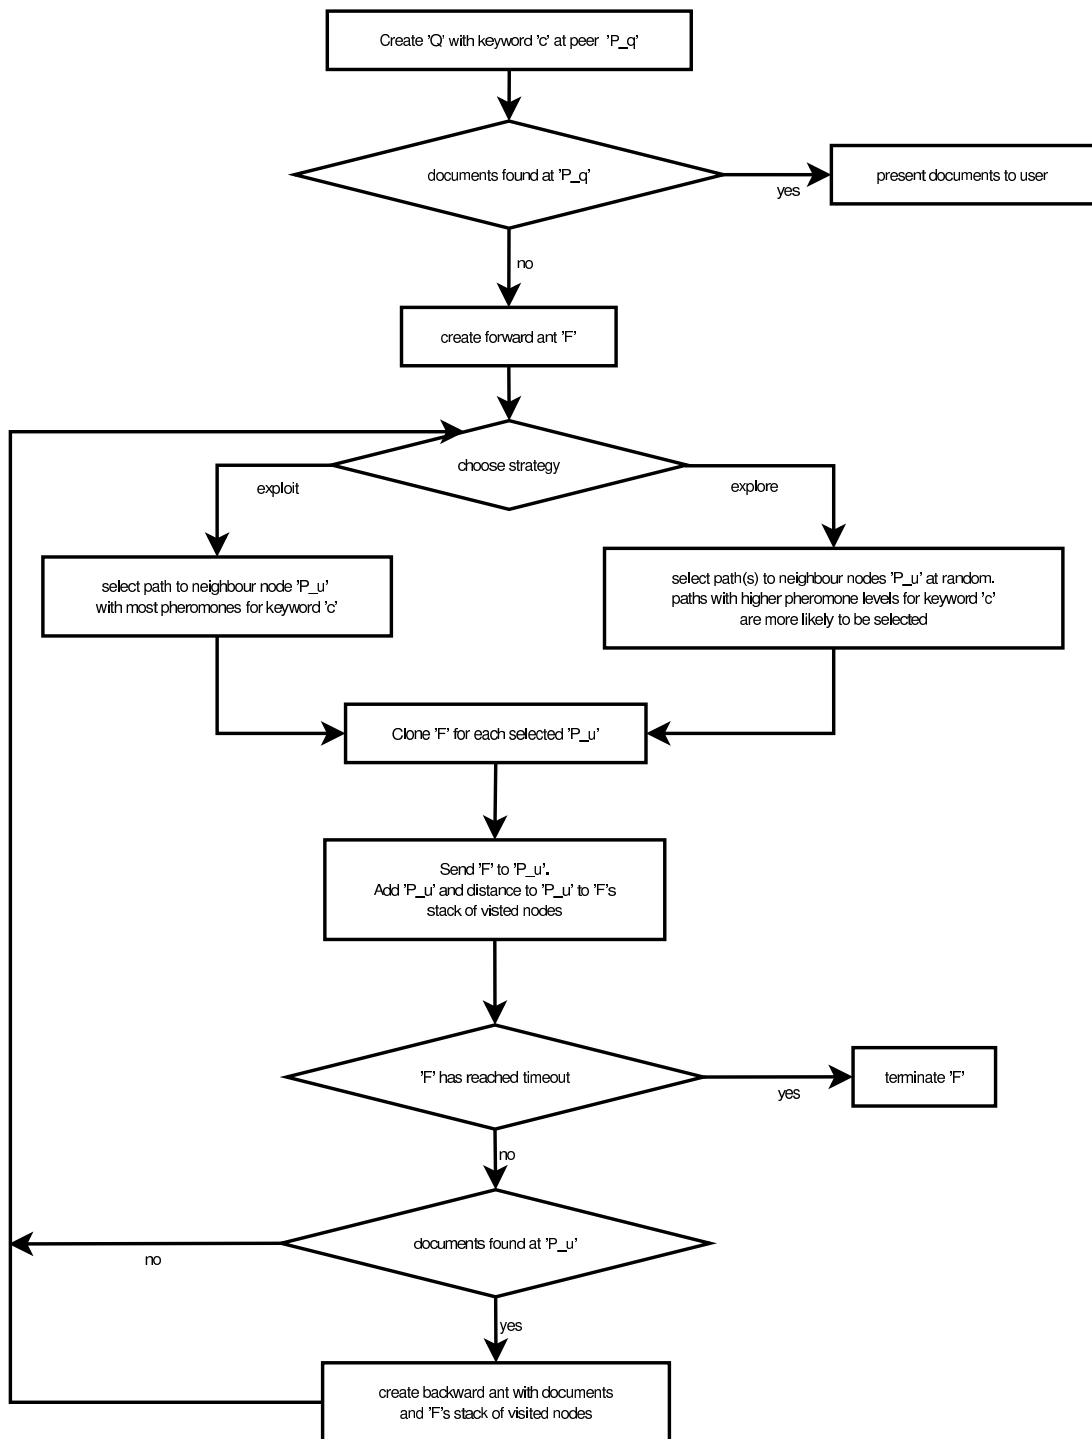 Create 'Q' with keyword 'c' at peer 'P_q'
documents found at 'P_q'
yes
present documents to user
no
create forward ant 'F'
choose strategy
exploit
explore
select path to neighbour node 'P_u'
with most pheromones for keyword 'c'
select path(s) to neighbour nodes 'P_u' at random.
paths with higher pheromone levels for keyword 'c'
are more likely to be selected
Clone 'F' for each selected 'P_u'
Send 'F' to 'P_u'.
Add 'P_u' and distance to 'P_u' to 'F's
stack of visted nodes
'F' has reached timeout
yes
terminate 'F'
no
documents found at 'P_u'
no
yes
create backward ant with documents
and 'F's stack of visited nodes